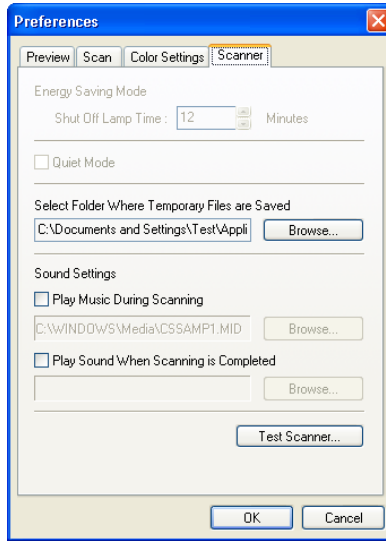 Preferences
Preview Scan Color Settings Scanner
Energy Saving Mode
Shut Off Lamp Time : 12 Minutes
Quiet Mode
Select Folder Where Temporary Files are Saved
C:\Documents and Settings\Test\Appli Browse...
Sound Settings
Play Music During Scanning
C:\WINDOWS\Media\CSSAMP1.MID Browse...
Play Sound When Scanning is Completed
Browse...
Test Scanner...
OK Cancel